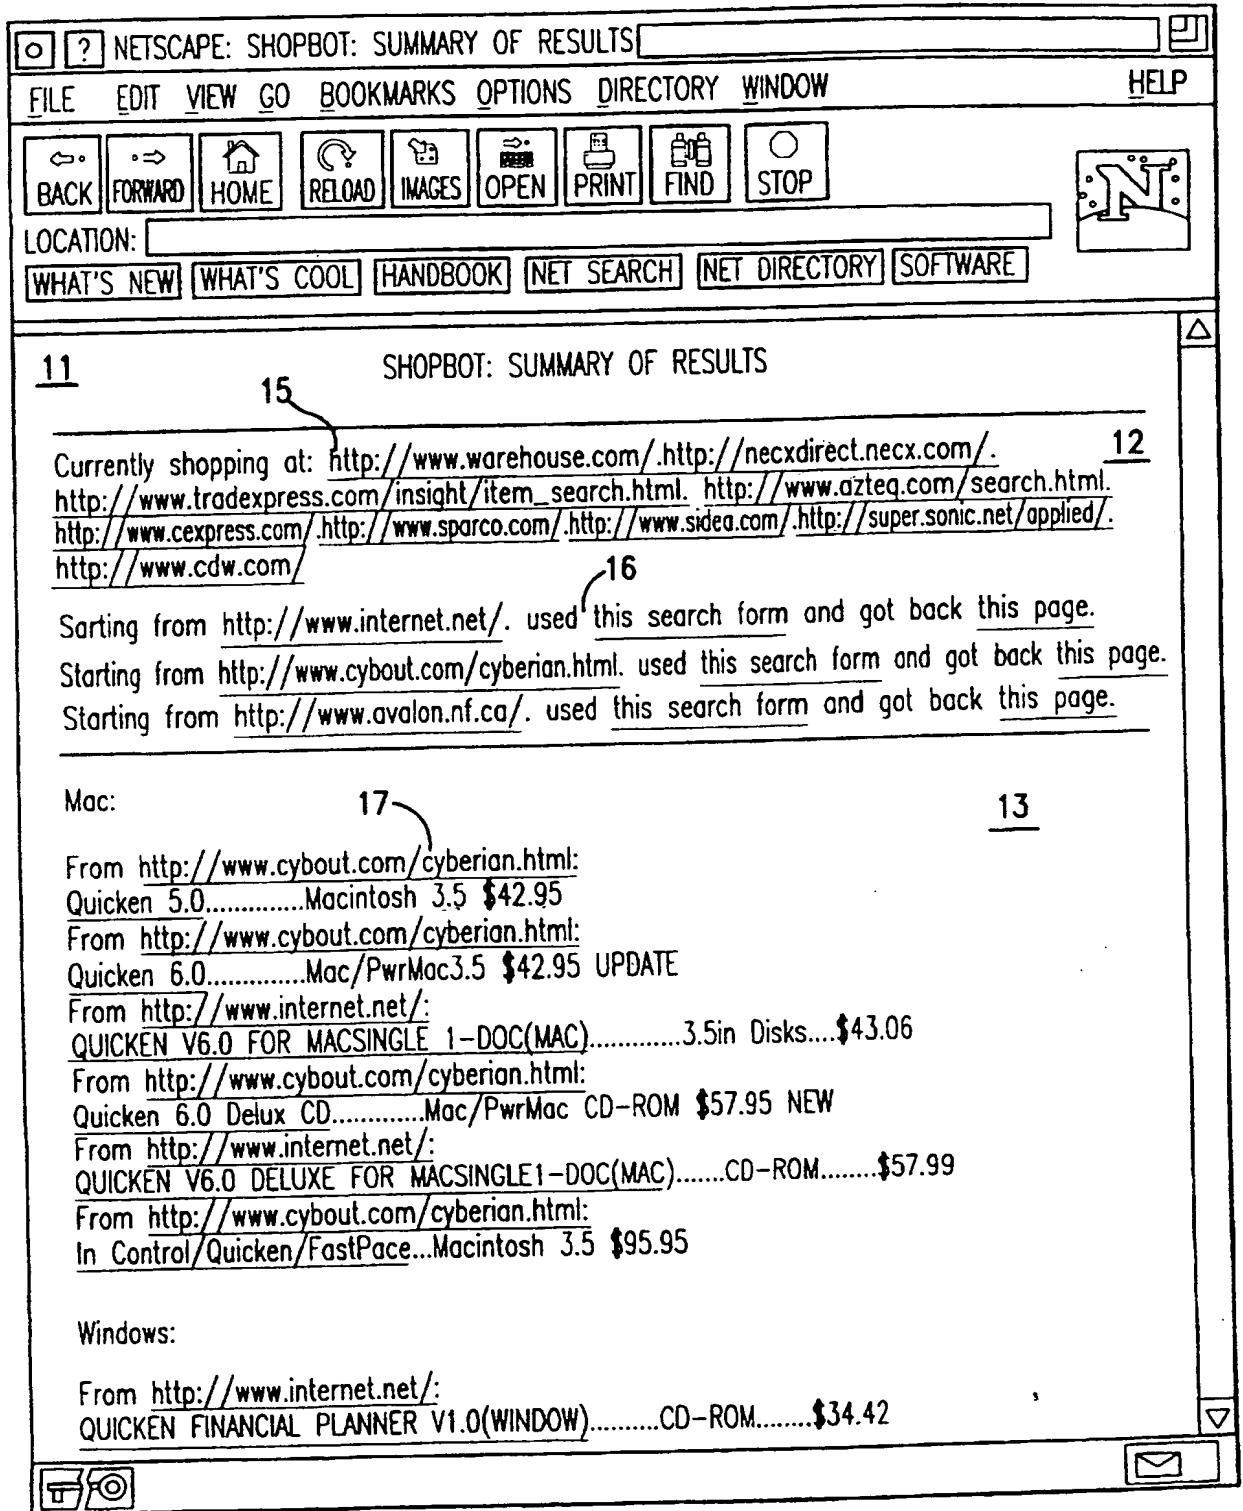 ? NETSCAPE: SHOPBOT: SUMMARY OF RESULTS
FILE EDIT VIEW GO BOOKMARKS OPTIONS DIRECTORY WINDOW HELP
BACK FORWARD HOME RELOAD IMAGES OPEN PRINT FIND STOP N
LOCATION:
WHAT'S NEW WHAT'S COOL HANDBOOK NET SEARCH NET DIRECTORY SOFTWARE
11 SHOPBOT: SUMMARY OF RESULTS
15
Currently shopping at: http://www.warehouse.com/.http://necxdirect.necx.com/. 12
http://www.tradexpress.com/insight/item_search.html. http://www.azteq.com/search.html.
http://www.cexpress.com/.http://www.sparco.com/.http://www.sidea.com/.http://super.sonic.net/applied/.
http://www.cdw.com/
16
Sarting from http://www.internet.net/. used this search form and got back this page.
Starting from http://www.cybout.com/cyberian.html. used this search form and got back this page.
Starting from http://www.avalon.nf.ca/. used this search form and got back this page.
Mac: 17 13
From http://www.cybout.com/cyberian.html:
Quicken 5.0..............Macintosh 3.5 $42.95
From http://www.cybout.com/cyberian.html:
Quicken 6.0..............Mac/PwrMac3.5 $42.95 UPDATE
From http://www.internet.net/:
QUICKEN V6.0 FOR MACSINGLE 1-DOC(MAC).............3.5in Disks....$43.06
From http://www.cybout.com/cyberian.html:
Quicken 6.0 Delux CD.............Mac/PwrMac CD-ROM $57.95 NEW
From http://www.internet.net/:
QUICKEN V6.0 DELUXE FOR MACSINGLE1-DOC(MAC).......CD-ROM........$57.99
From http://www.cybout.com/cyberian.html:
In Control/Quicken/FastPace...Macintosh 3.5 $95.95
Windows:
From http://www.internet.net/:
QUICKEN FINANCIAL PLANNER V1.0(WINDOW)..........CD-ROM........$34.42